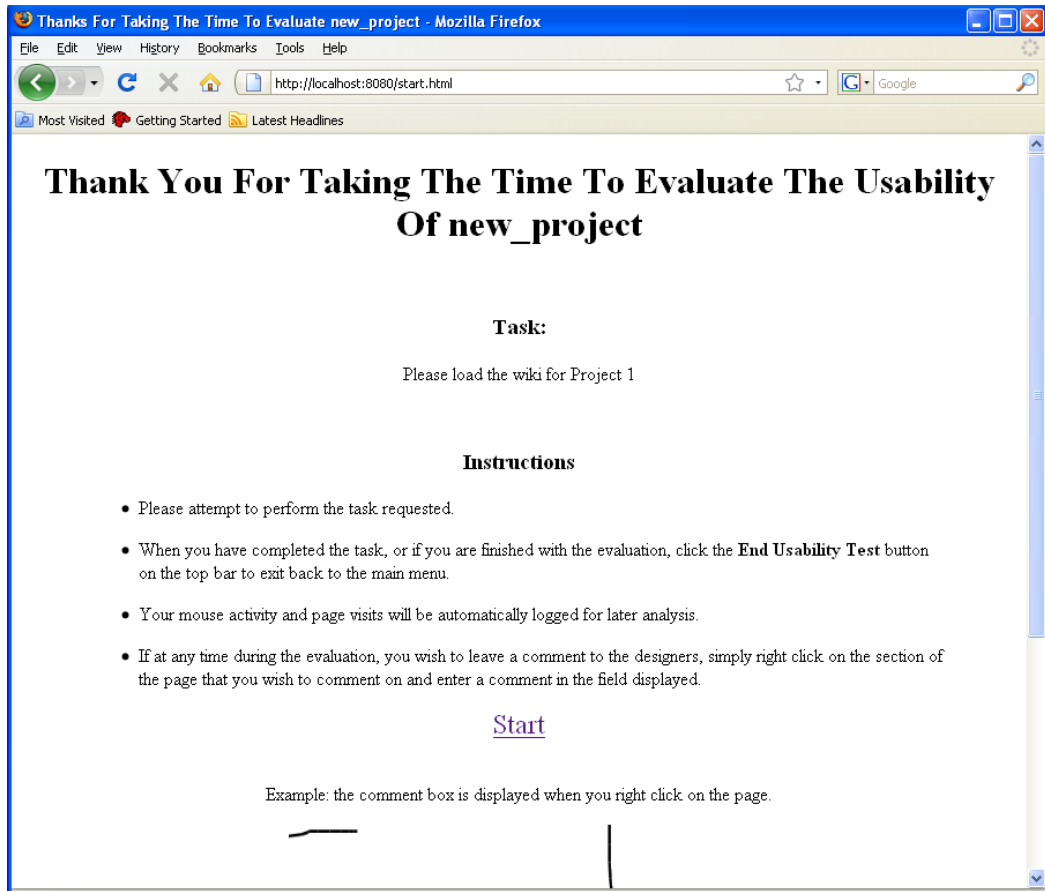 Thanks For Taking The Time To Evaluate new_project - Mozilla Firefox
File Edit View History Bookmarks Tools Help
http://localhost:8080/start.html
G Google
Most Visited Getting Started Latest Headlines
Thank You For Taking The Time To Evaluate The Usability
Of new_project
Task:
Please load the wiki for Project 1
Instructions
• Please attempt to perform the task requested.
• When you have completed the task, or if you are finished with the evaluation, click the End Usability Test button
on the top bar to exit back to the main menu.
• Your mouse activity and page visits will be automatically logged for later analysis.
• If at any time during the evaluation, you wish to leave a comment to the designers, simply right click on the section of
the page that you wish to comment on and enter a comment in the field displayed.
Start
Example: the comment box is displayed when you right click on the page.